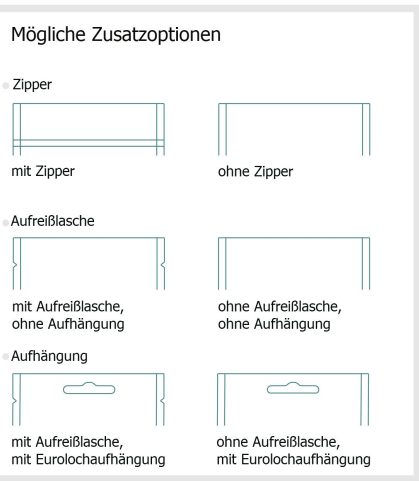 Mögliche Zusatzoptionen
Zipper
mit Zipper
ohne Zipper
Aufreißlasche
mit Aufreißlasche,
ohne Aufhängung
ohne Aufreißlasche,
ohne Aufhängung
Aufhängung
mit Aufreißlasche,
mit Eurolochaufhängung
ohne Aufreißlasche,
mit Eurolochaufhängung